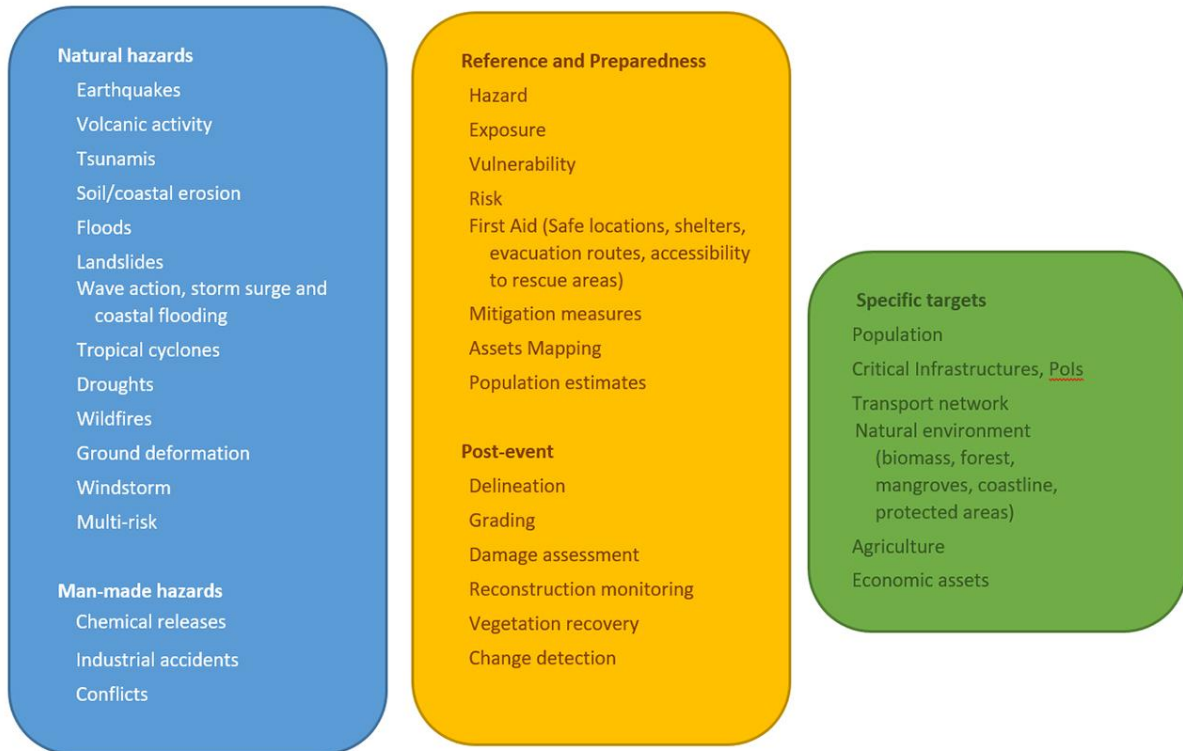 Natural hazards
Earthquakes
Volcanic activity
Tsunamis
Soil/coastal erosion
Floods
Landslides
Wave action, storm surge and
coastal flooding
Tropical cyclones
Droughts
Wildfires
Ground deformation
Windstorm
Multi-risk
Man-made hazards
Chemical releases
Industrial accidents
Conflicts
Reference and Preparedness
Hazard
Exposure
Vulnerability
Risk
First Aid (Safe locations, shelters,
evacuation routes, accessibility
to rescue areas)
Mitigation measures
Assets Mapping
Population estimates
Post-event
Delineation
Grading
Damage assessment
Reconstruction monitoring
Vegetation recovery
Change detection
Specific targets
Population
Critical Infrastructures, PoIs
Transport network
Natural environment
(biomass, forest,
mangroves, coastline,
protected areas)
Agriculture
Economic assets